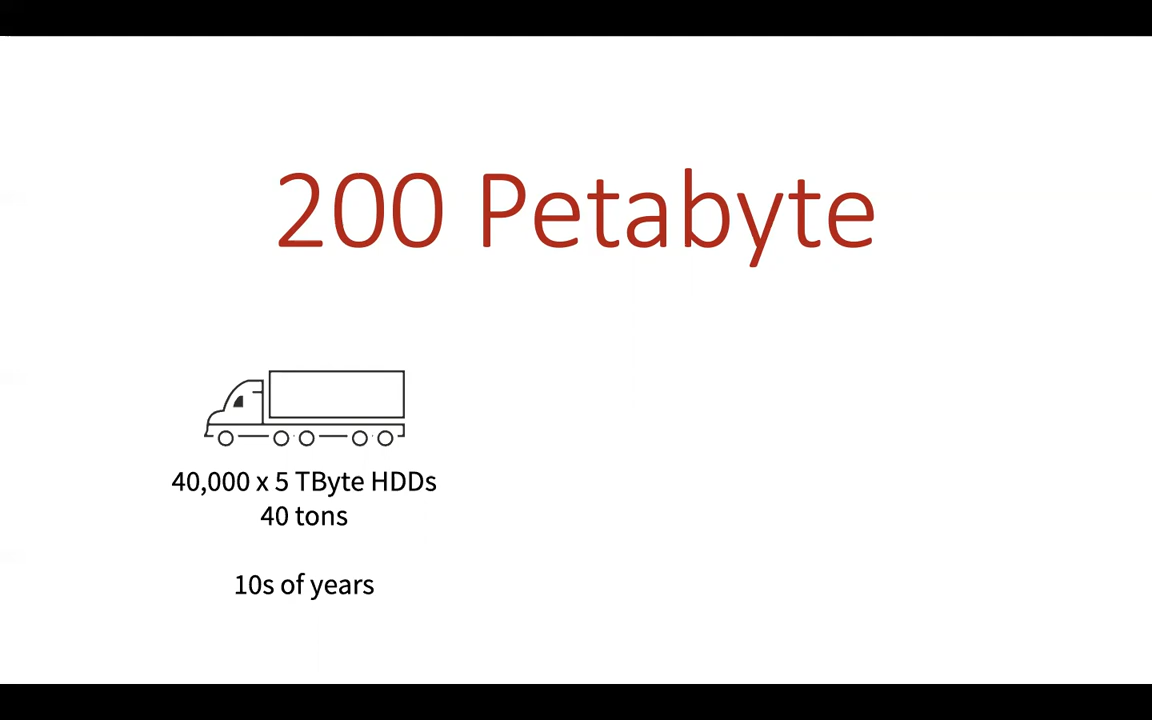 200 Petabyte
40,000 x 5 TByte HDDs
40 tons
10s of years